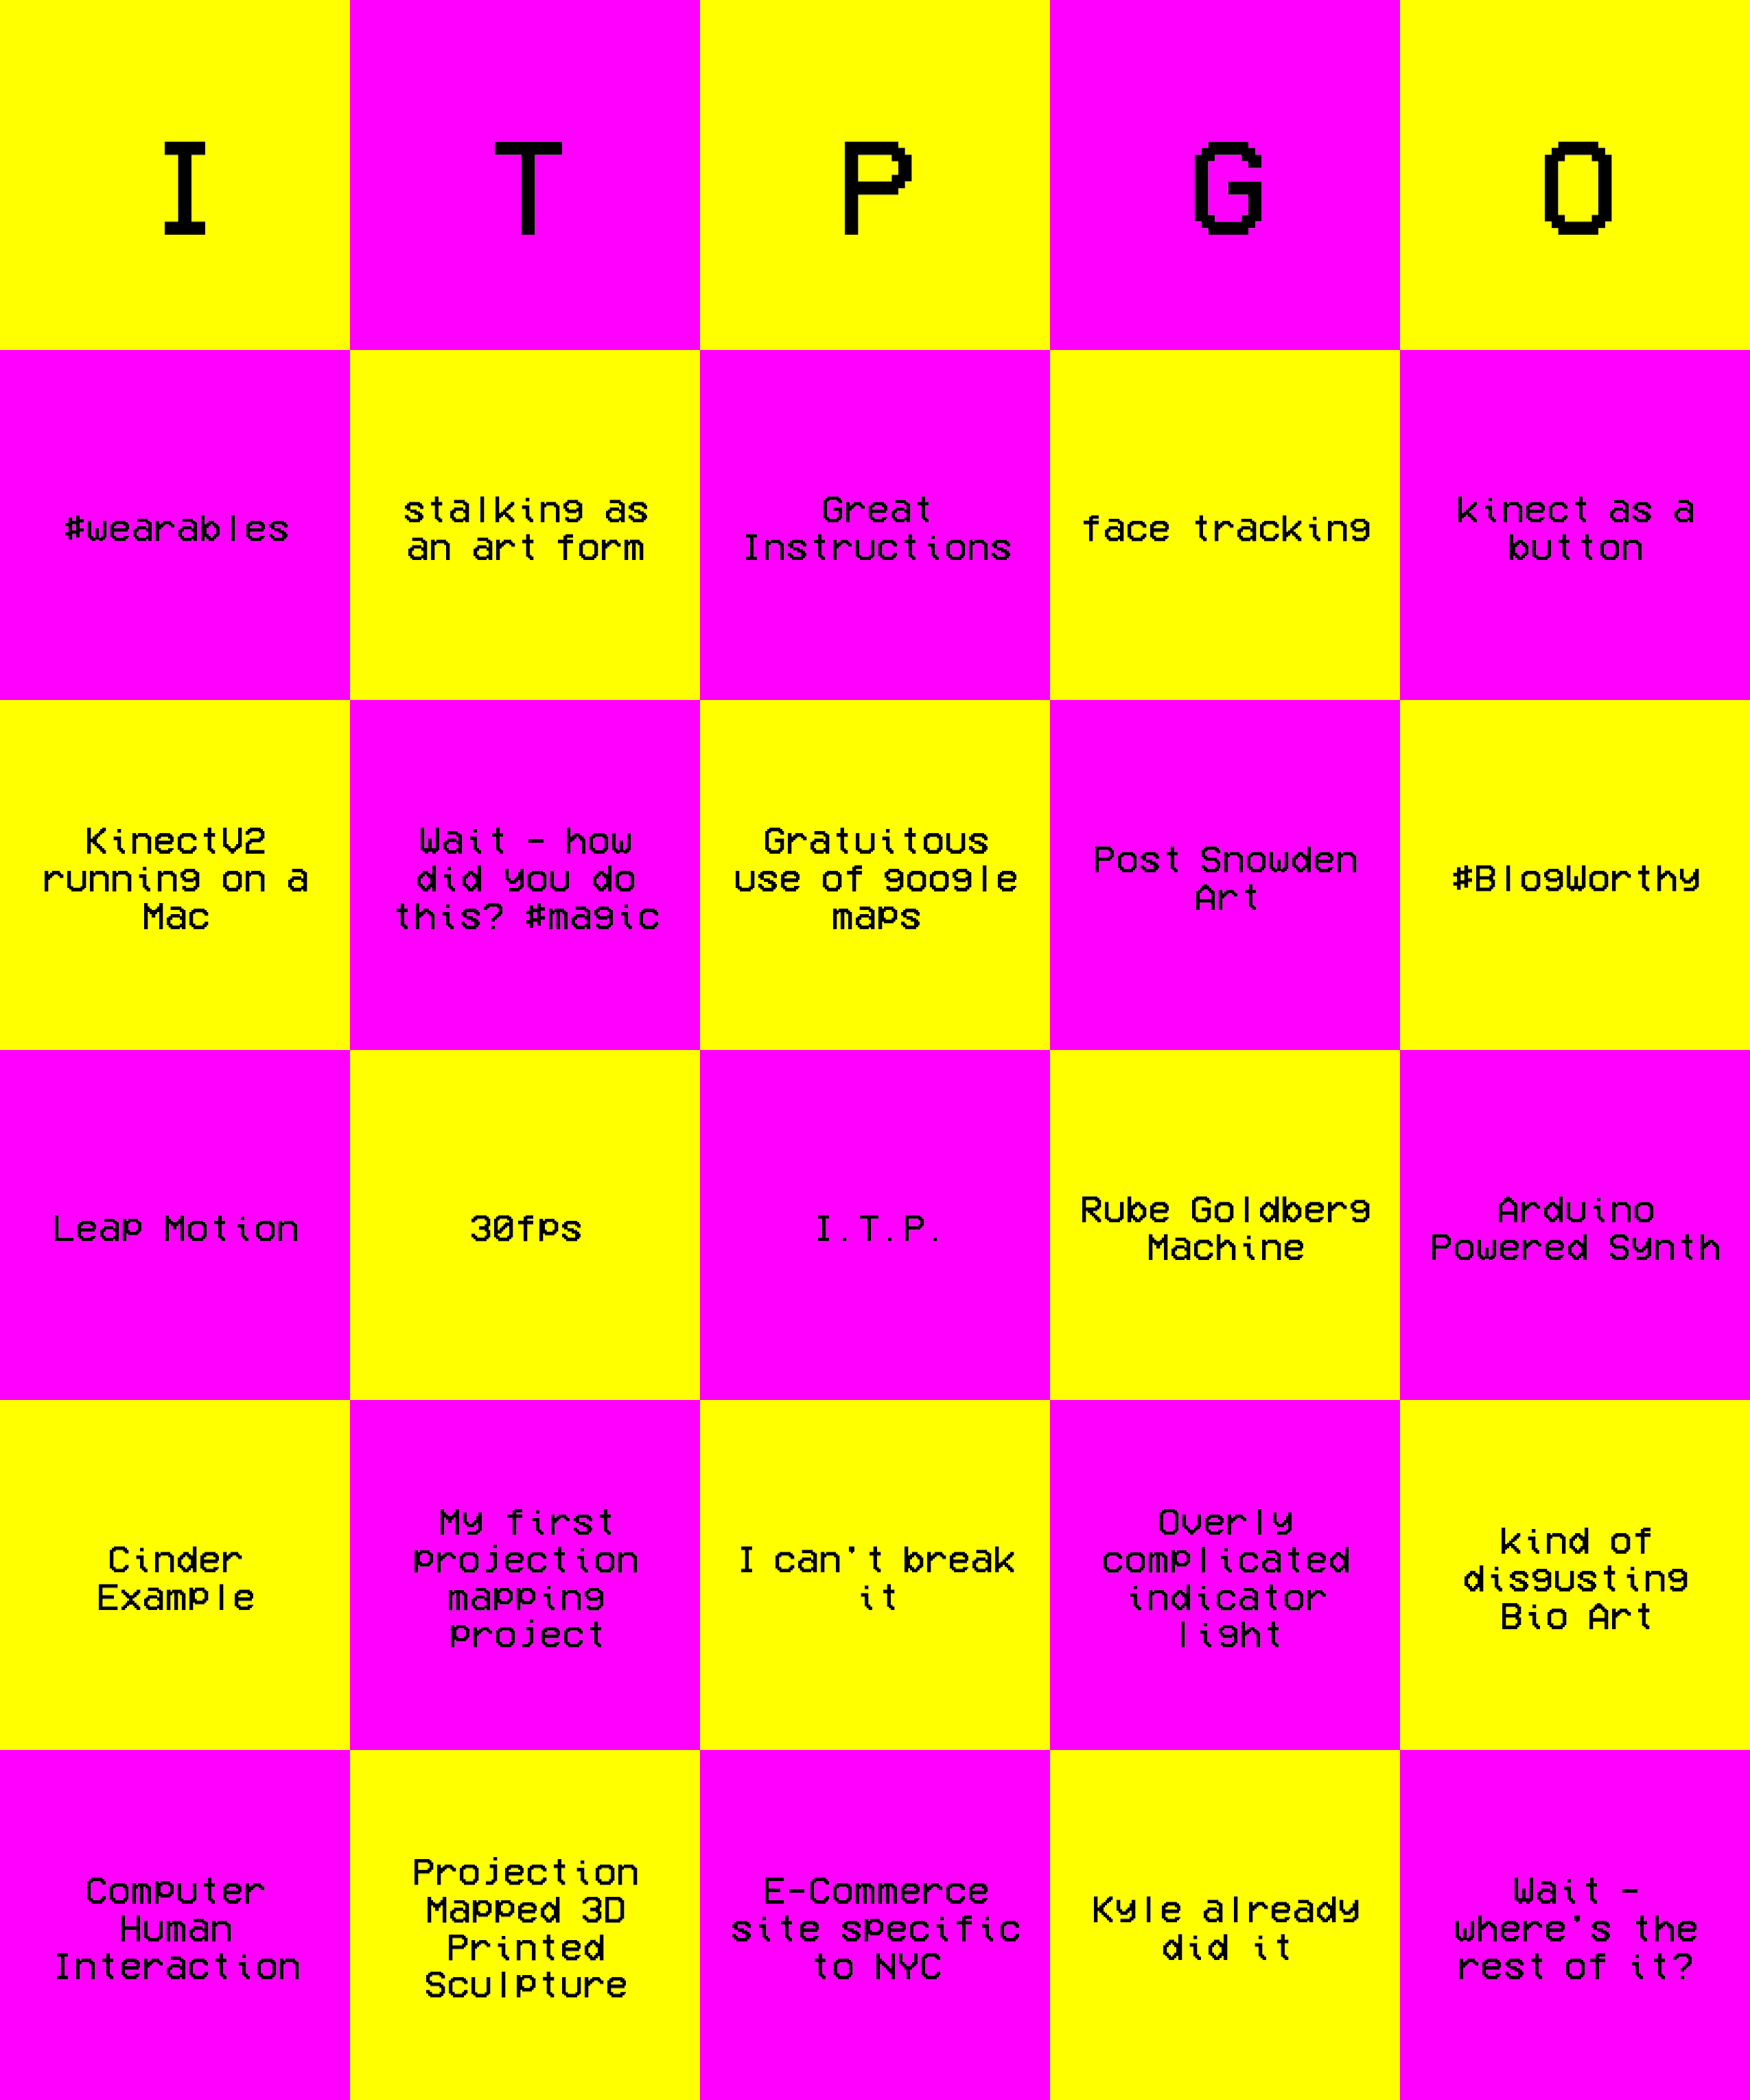 I T P G O
#wearables
stalking as
an art form
Great
Instructions
face tracking
kinect as a
button
KinectV2
running on a
Mac
Wait - how
did you do
this? #magic
Gratuitous
use of google
maps
Post Snowden
Art
#BlogWorthy
Leap Motion
30fps
I.T.P.
Rube Goldberg
Machine
Arduino
Powered Synth
Cinder
Example
My first
projection
mapping
project
I can't break
it
Overly
complicated
indicator
light
kind of
disgusting
Bio Art
Computer
Human
Interaction
Projection
Mapped 3D
Printed
Sculpture
E-Commerce
site specific
to NYC
Kyle already
did it
Wait -
where's the
rest of it?